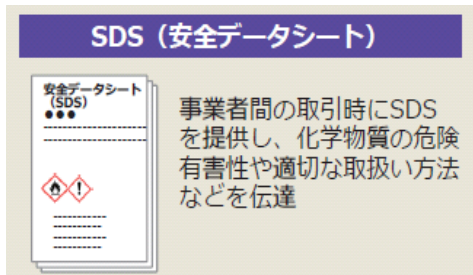 SDS（安全データシート）
安全データシート
（SDS）
●●●
事業者間の取引時にSDS
を提供し、化学物質の危険
有害性や適切な取扱い方法
などを伝達